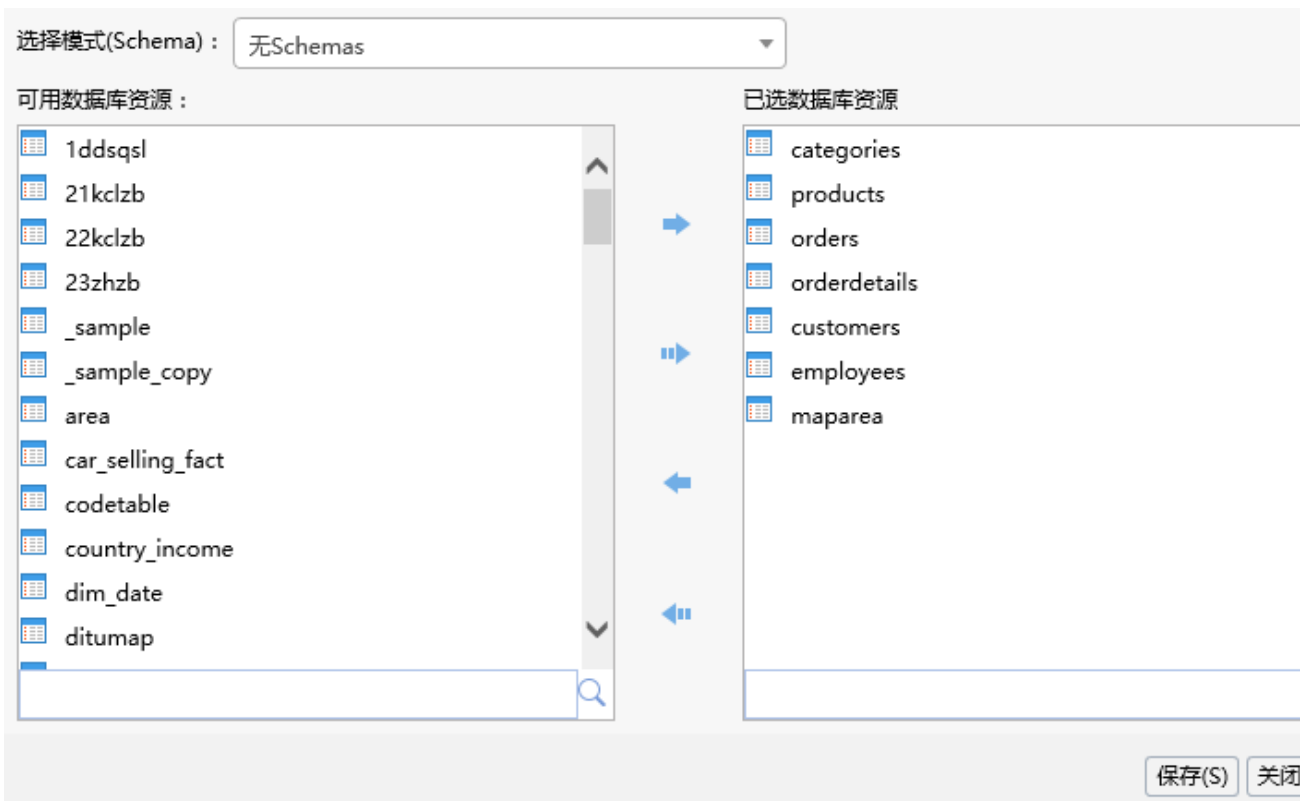 选择模式(Schema)：
无Schemas
可用数据库资源：
1ddsqsl
21kclzb
22kclzb
23zhzb
_sample
_sample_copy
area
car_selling_fact
codetable
country_income
dim_date
ditumap
已选数据库资源
categories
products
orders
orderdetails
customers
employees
maparea
保存(S)
关闭